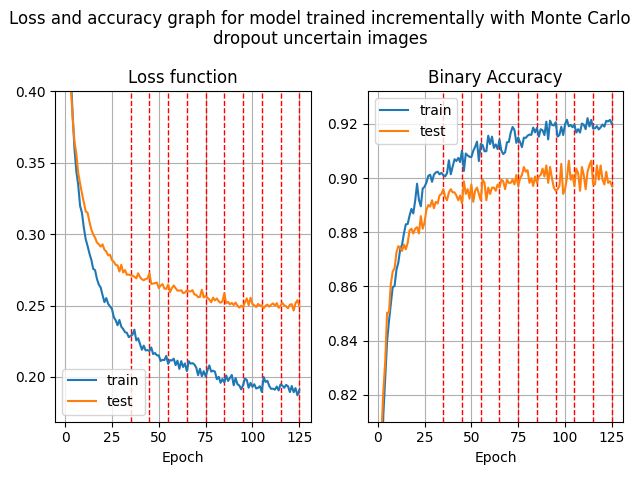 Loss and accuracy graph for model trained incrementally with Monte Carlo
dropout uncertain images
Loss function
0.40
0.35
0.30
0.25
0.20
train
test
0 25 50 75 100 125
Epoch
Binary Accuracy
train
test
0.92
0.90
0.88
0.86
0.84
0.82
0 25 50 75 100 125
Epoch